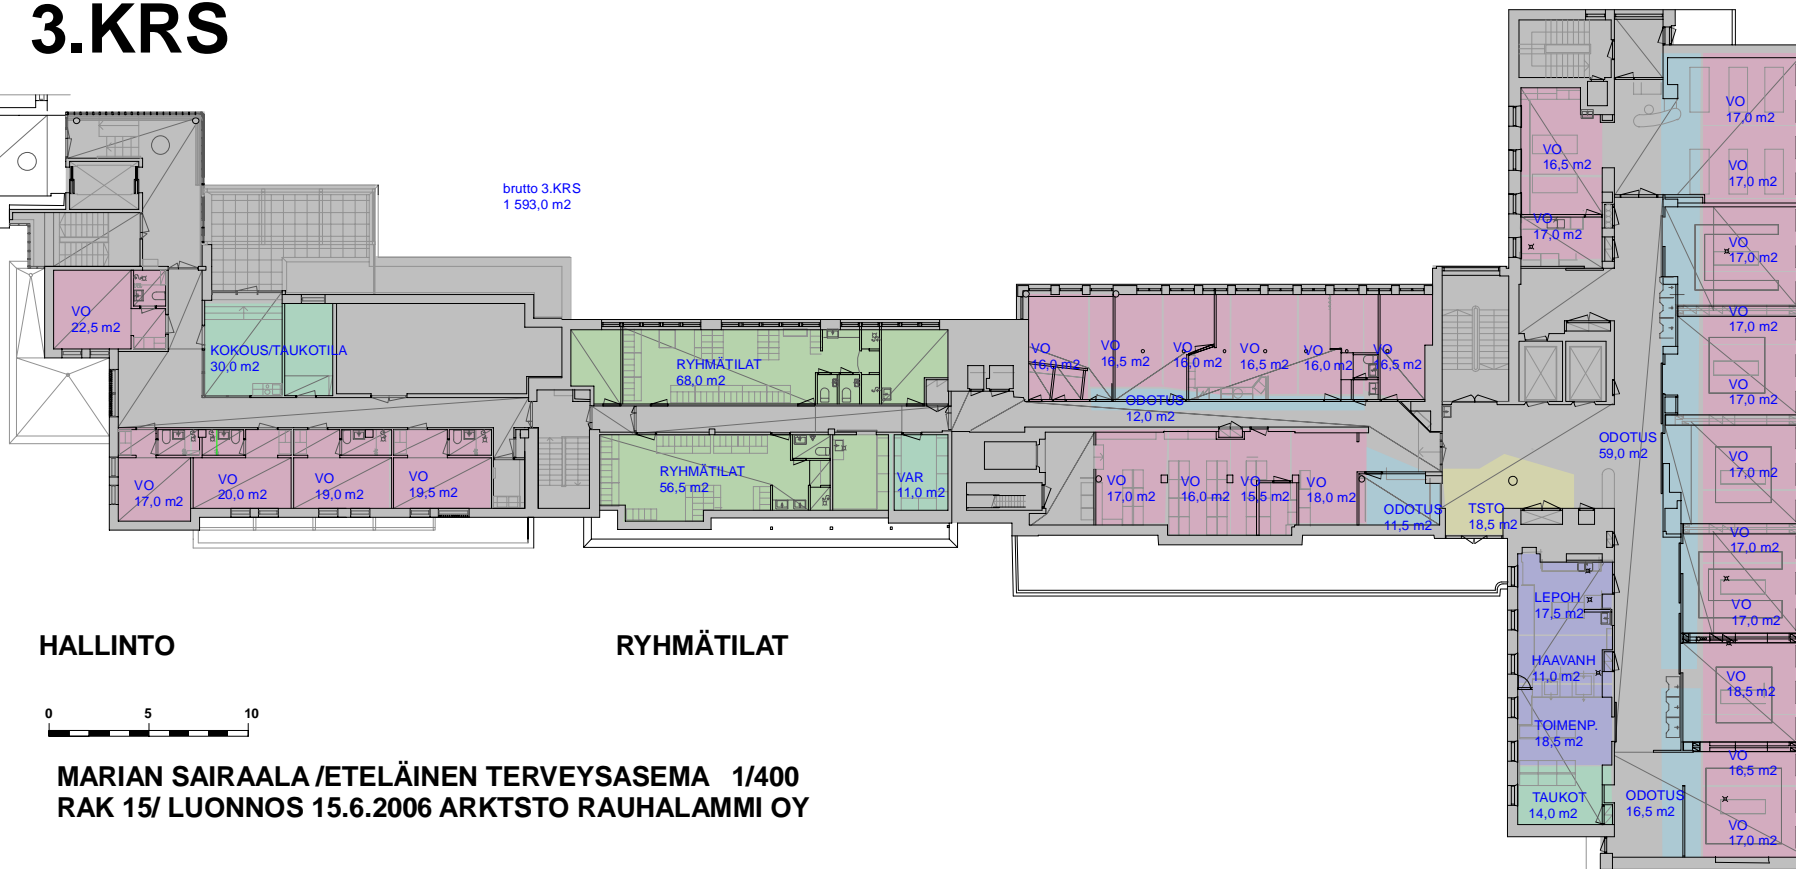 3.KRS
brutto 3.KRS
1 593,0 m2
VO
22,5 m2
KOKOUS/TAUKOTILA
30,0 m2
VO
17,0 m2
VO
20,0 m2
VO
19,0 m2
VO
19,5 m2
RYHMÄTILAT
68,0 m2
RYHMÄTILAT
56,5 m2
VAR
11,0 m2
VO
16,0 m2
VO
16,5 m2
VO
16,0 m2
VO
16,5 m2
VO
16,0 m2
VO
16,5 m2
ODOTUS
12,0 m2
VO
17,0 m2
VO
16,0 m2
VO
15,5 m2
VO
18,0 m2
ODOTUS
11,5 m2
TSTO
18,5 m2
VO
16,5 m2
VO
17,0 m2
ODOTUS
59,0 m2
LEPOH
17,5 m2
HAAVANH
11,0 m2
TOIMENP.
18,5 m2
TAUKOT
14,0 m2
ODOTUS
16,5 m2
VO
17,0 m2
VO
17,0 m2
VO
17,0 m2
VO
17,0 m2
VO
17,0 m2
VO
17,0 m2
VO
17,0 m2
VO
17,0 m2
VO
18,5 m2
VO
16,5 m2
VO
17,0 m2
HALLINTO
RYHMÄTILAT
0 5 10
MARIAN SAIRAALA /ETELÄINEN TERVEYSASEMA 1/400
RAK 15/ LUONNOS 15.6.2006 ARKTSTO RAUHALAMMI OY